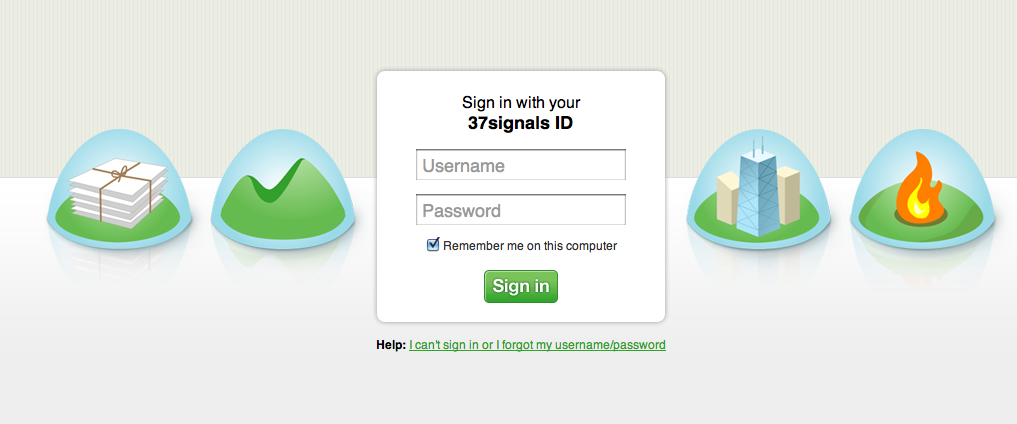 Sign in with your
37signals ID
Username
Password
Remember me on this computer
Sign in
Help: I can't sign in or I forgot my username/password